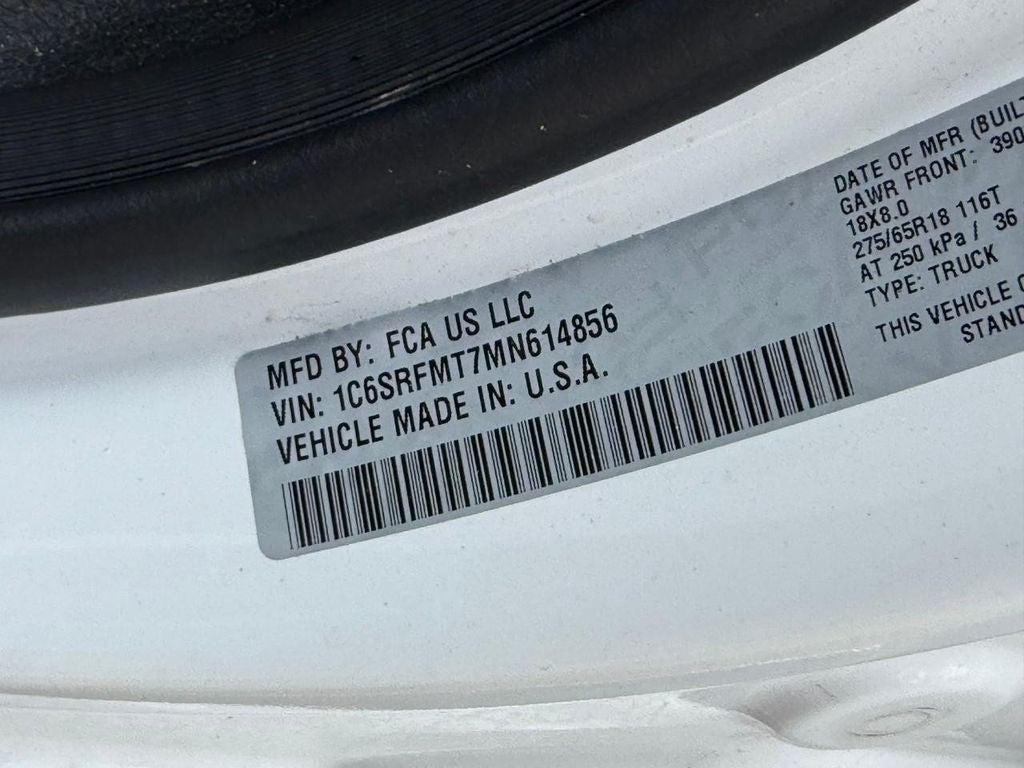 MFD BY: FCA US LLC
VIN: 1C6SRFMT7MN614856
VEHICLE MADE IN: U.S.A.
DATE OF MFR (BUILT
GAWR FRONT: 390
18X8.0
275/65R18 116T
AT 250 kPa / 36
TYPE: TRUCK
THIS VEHICLE
STAND